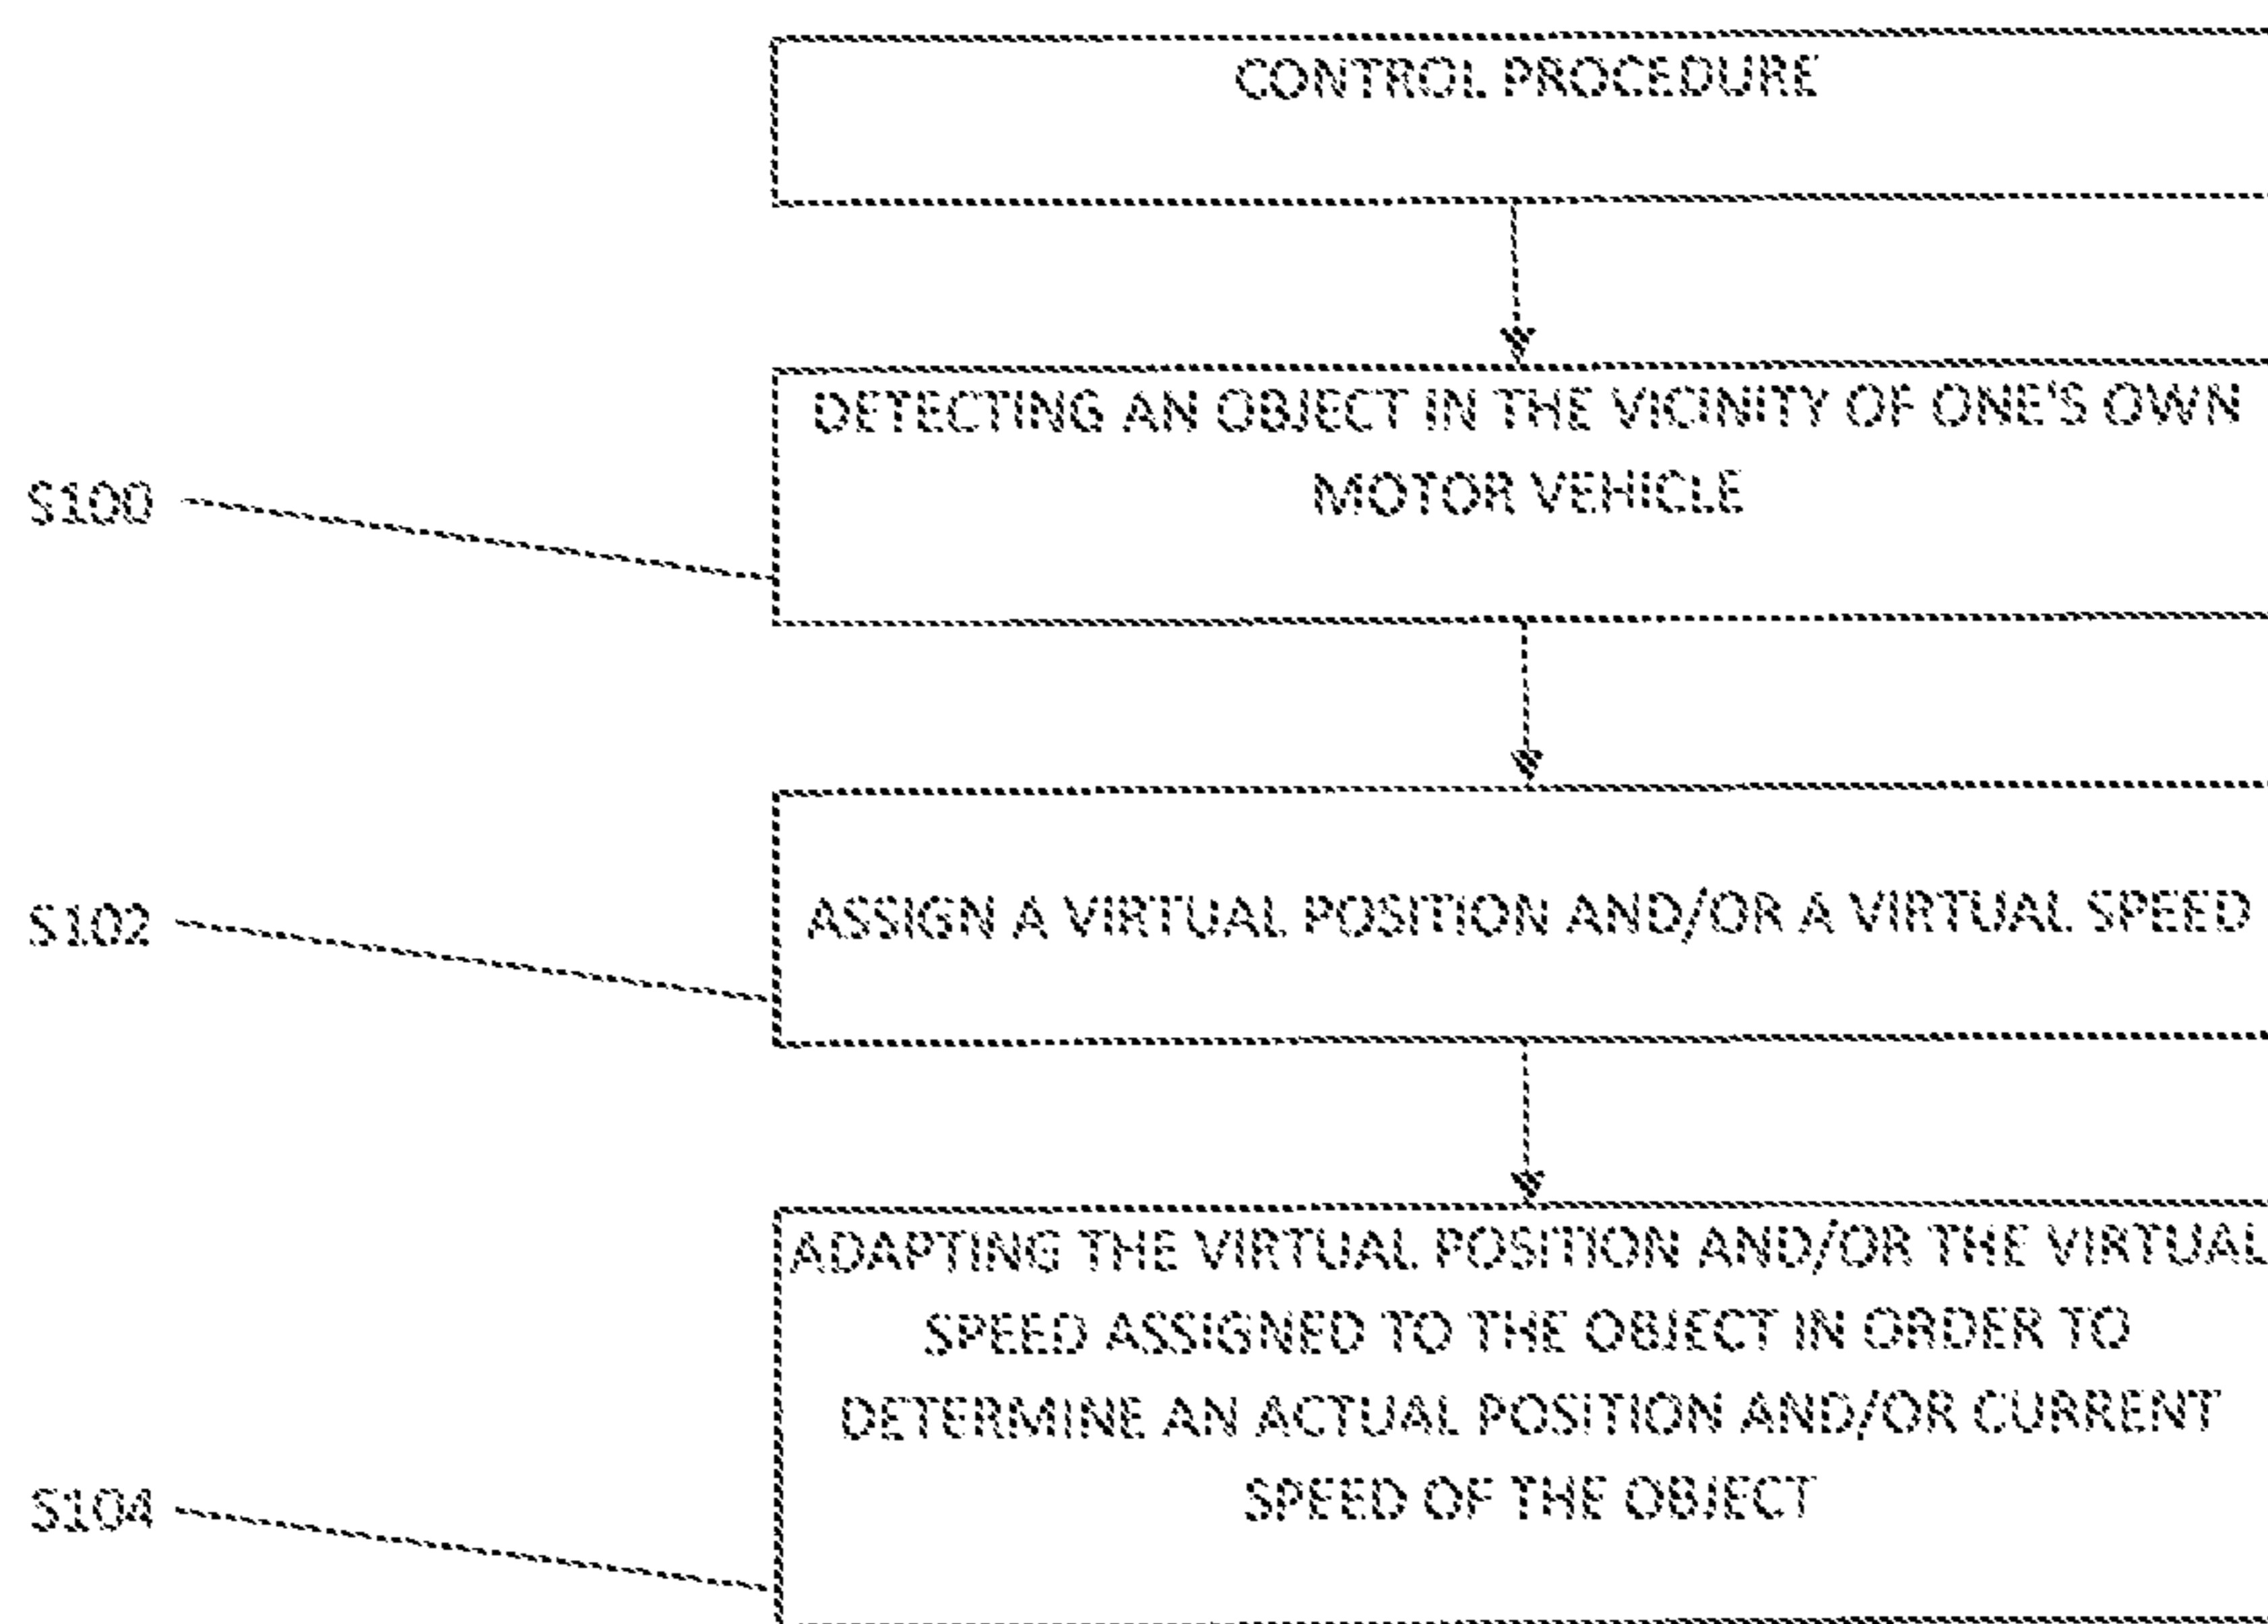 CONTROL PROCEDURE
DETECTING AN OBJECT IN THE VICINITY OF ONE'S OWN
MOTOR VEHICLE
S100
ASSIGN A VIRTUAL POSITION AND/OR A VIRTUAL SPEED
S102
ADAPTING THE VIRTUAL POSITION AND/OR THE VIRTUAL
SPEED ASSIGNED TO THE OBJECT IN ORDER TO
DETERMINE AN ACTUAL POSITION AND/OR CURRENT
SPEED OF THE OBJECT
S104